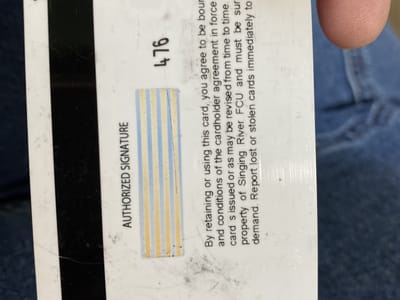 AUTHORIZED SIGNATURE
476
By retaining or using this card, you agree to be boun
and conditions of the cardholder agreement in force
card s issued or as may be revised from time to time.
property of Singing River FCU and must be sur
demand. Report lost or stolen cards immediately to